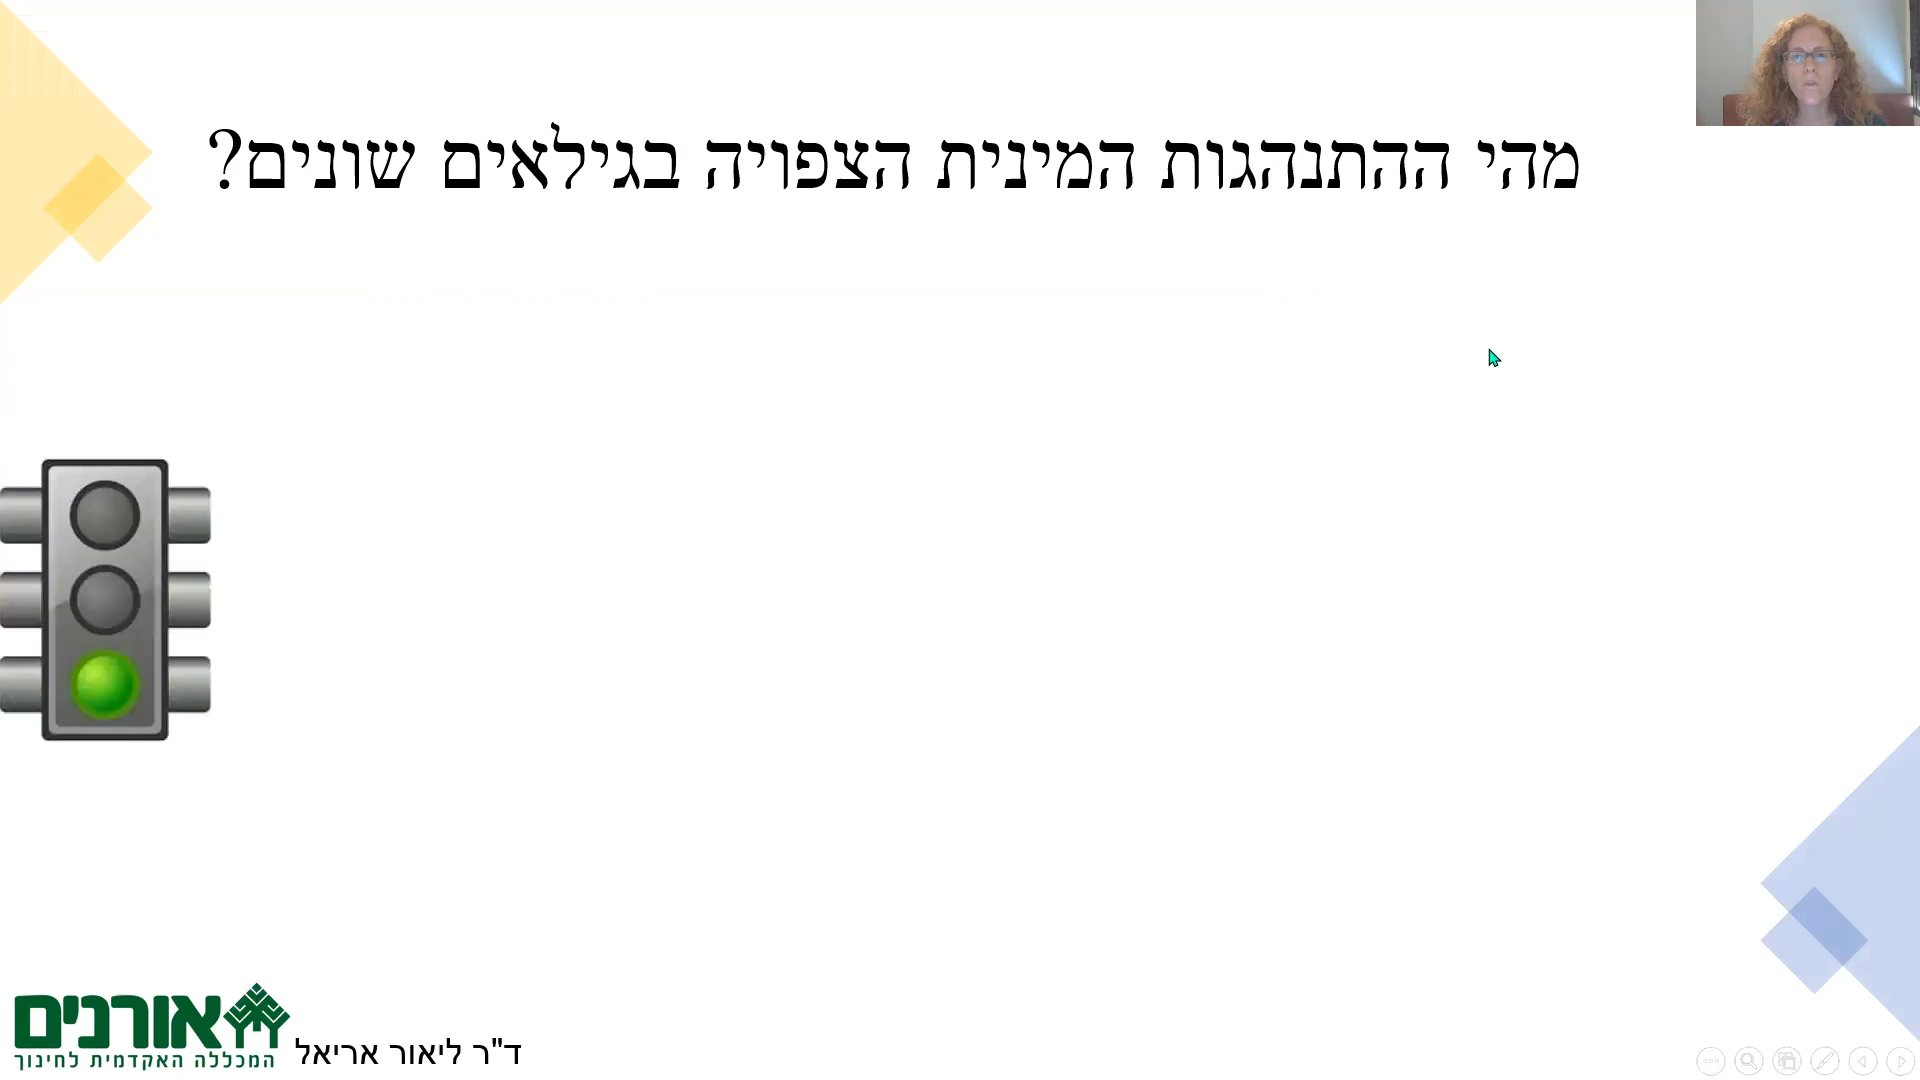 מהי ההתנהגות המינית הצפויה בגילאים שונים?
אורנים
המכללה האקדמית לחינוך
ד"ר ליאור אריאל